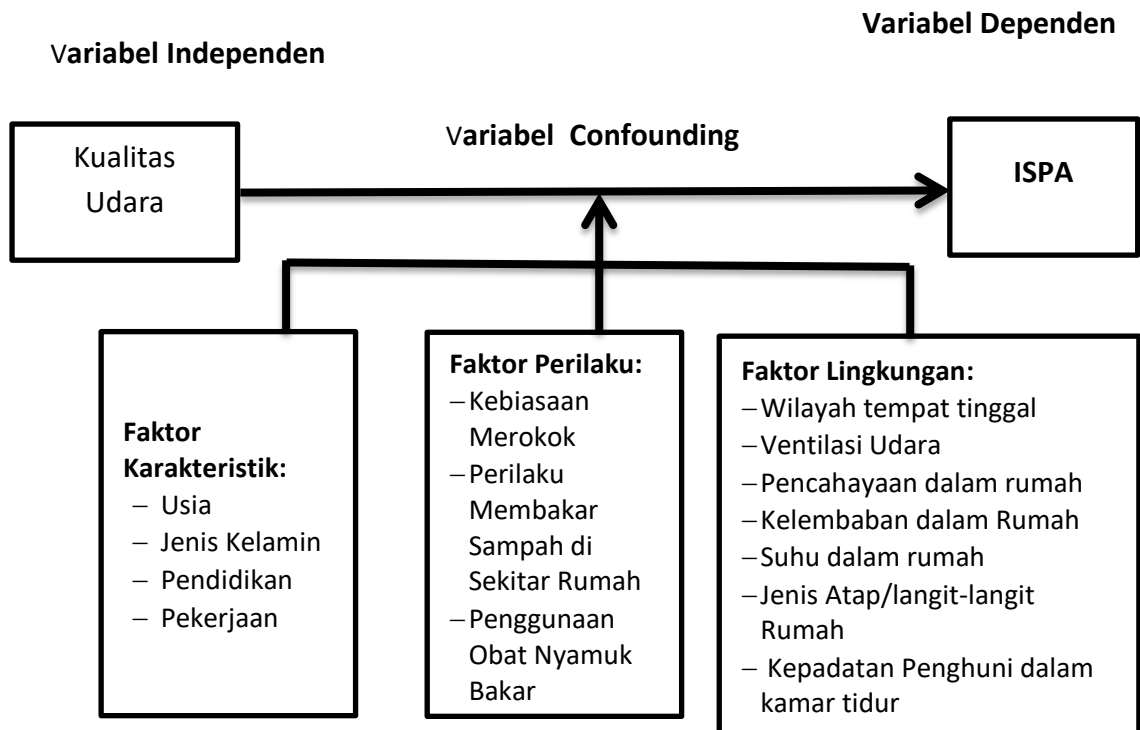 Variabel Dependen
Variabel Independen
Kualitas
Udara
Variabel Confounding
ISPA
Faktor
Karakteristik:
– Usia
– Jenis Kelamin
– Pendidikan
– Pekerjaan
Faktor Perilaku:
–Kebiasaan
Merokok
–Perilaku
Membakar
Sampah di
Sekitar Rumah
–Penggunaan
Obat Nyamuk
Bakar
Faktor Lingkungan:
–Wilayah tempat tinggal
–Ventilasi Udara
–Pencahayaan dalam rumah
–Kelembaban dalam Rumah
–Suhu dalam rumah
–Jenis Atap/langit-langit
Rumah
– Kepadatan Penghuni dalam
kamar tidur